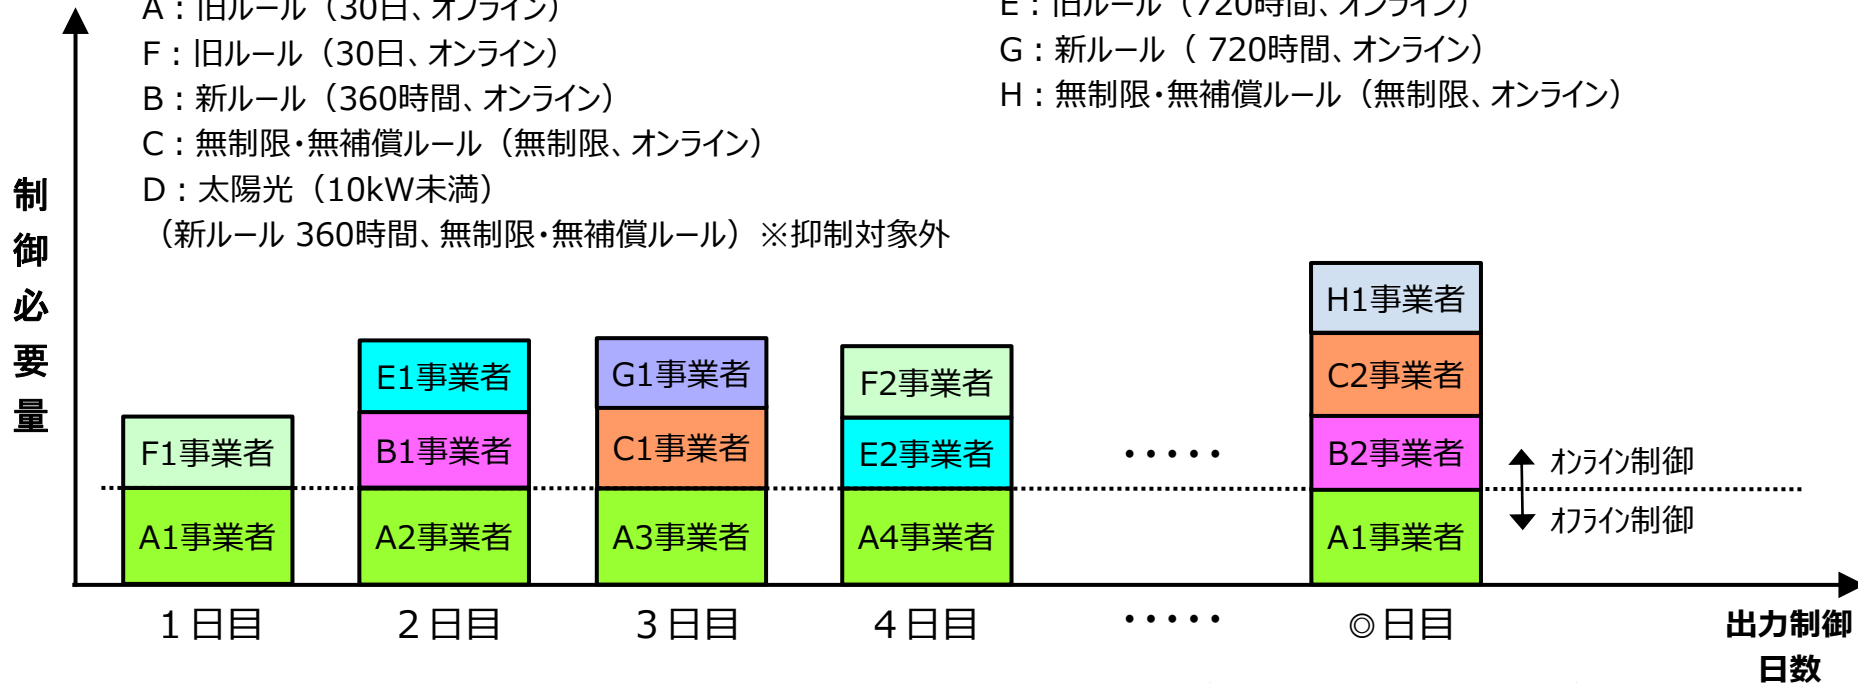 A：旧ルール（30日、オフライン）
F：旧ルール（30日、オンライン）
B：新ルール（360時間、オンライン）
C：無制限・無補償ルール（無制限、オンライン）
D：太陽光（10kW未満）
（新ルール 360時間、無制限・無補償ルール）※抑制対象外
E：旧ルール（720時間、オンライン）
G：新ルール（ 720時間、オンライン）
H：無制限・無補償ルール（無制限、オンライン）
制御必要量
F1事業者
A1事業者
E1事業者
B1事業者
A2事業者
G1事業者
C1事業者
A3事業者
F2事業者
E2事業者
A4事業者
・・・・・
H1事業者
C2事業者
B2事業者
A1事業者
オンライン制御
オフライン制御
１日目
２日目
３日目
４日目
・・・・・
◎日目
出力制御
日数